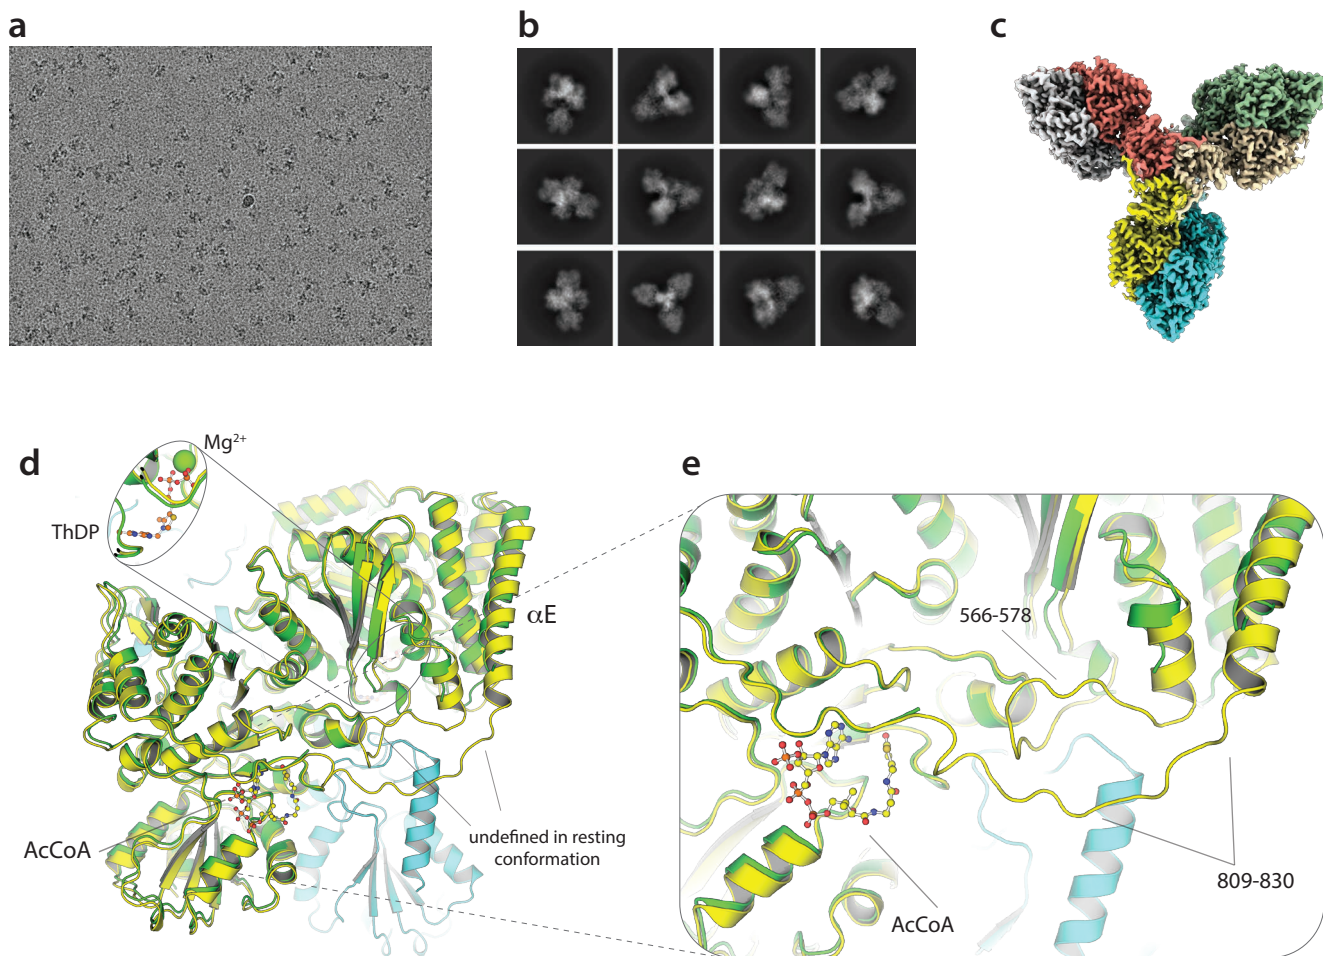 a
b
c
d
Mg²⁺
ThDP
αE
AcCoA
undefined in resting
conformation
e
566-578
809-830
AcCoA